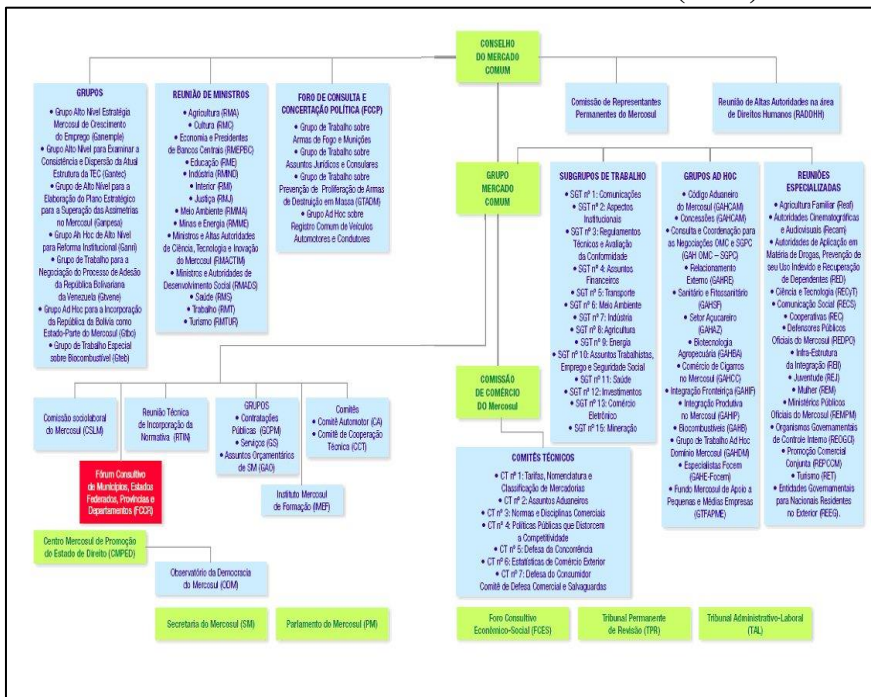 CONSELHO
DO MERCADO
COMUM
GRUPOS
• Grupo Alto Nível Estratégia
Mercosul de Crescimento
do Emprego (Ganemple)
• Grupo Alto Nível para Examinar a
Consistência e Dispersão da Atual
Estrutura da TEC (Gantec)
• Grupo de Alto Nível para a
Elaboração do Plano Estratégico
para a Superação das Assimetrias
no Mercosul (Ganpesa)
• Grupo Ah Hoc de Alto Nível
para Reforma Institucional (Ganri)
• Grupo de Trabalho para a
Negociação do Processo de Adesão
da República Bolivariana
da Venezuela (Gtvene)
• Grupo Ad Hoc para a Incorporação
da República da Bolívia como
Estado-Parte do Mercosul (Gtbo)
• Grupo de Trabalho Especial
sobre Biocombustível (Gteb)
REUNIÃO DE MINISTROS
• Agricultura (RMA)
• Cultura (RMC)
• Economia e Presidentes
de Bancos Centrais (RMEPBC)
• Educação (RME)
• Indústria (RMIND)
• Interior (RMI)
• Justiça (RMJ)
• Meio Ambiente (RMMA)
• Minas e Energia (RMME)
• Ministros e Altas Autoridades
de Ciência, Tecnologia e Inovação
do Mercosul (RMACTIM)
• Ministros e Autoridades de
Desenvolvimento Social (RMADS)
• Saúde (RMS)
• Trabalho (RMT)
• Turismo (RMTUR)
FORO DE CONSULTA E
CONCERTAÇÃO POLÍTICA (FCCP)
• Grupo de Trabalho sobre
Armas de Fogo e Munições
• Grupo de Trabalho sobre
Assuntos Jurídicos e Consulares
• Grupo de Trabalho sobre
Prevenção de Proliferação de Armas
de Destruição em Massa (GTADM)
• Grupo Ad Hoc sobre
Registro Comum de Veículos
Automotores e Condutores
Comissão de Representantes
Permanentes do Mercosul
Reunião de Altas Autoridades na área
de Direitos Humanos (RADDHH)
GRUPO
MERCADO
COMUM
SUBGRUPOS DE TRABALHO
• SGT nº 1: Comunicações
• SGT nº 2: Aspectos
Institucionais
• SGT nº 3: Regulamentos
Técnicos e Avaliação
da Conformidade
• SGT nº 4: Assuntos
Financeiros
• SGT nº 5: Transporte
• SGT nº 6: Meio Ambiente
• SGT nº 7: Indústria
• SGT nº 8: Agricultura
• SGT nº 9: Energia
• SGT nº 10: Assuntos Trabalhistas,
Emprego e Seguridade Social
• SGT nº 11: Saúde
• SGT nº 12: Investimentos
• SGT nº 13: Comércio
Eletrônico
• SGT nº 15: Mineração
GRUPOS AD HOC
• Código Aduaneiro
do Mercosul (GAHCAM)
• Concessões (GAHCAM)
• Consulta e Coordenação para
as Negociações OMC e SGPC
(GAH OMC – SGPC)
• Relacionamento
Externo (GAHRE)
• Sanitário e Fitossanitário
(GAHSF)
• Setor Açucareiro
(GAHAZ)
• Biotecnologia
Agropecuária (GAHBA)
• Comércio de Cigarros
no Mercosul (GAHCC)
• Integração Fronteiriça (GAHIF)
• Integração Produtiva
no Mercosul (GAHIP)
• Biocombustíveis (GAHB)
• Grupo de Trabalho Ad Hoc
Domínio Mercosul (GAHDM)
• Especialistas Focem
(GAHE-Focem)
• Fundo Mercosul de Apoio a
Pequenas e Médias Empresas
(GTFAPME)
REUNIÕES
ESPECIALIZADAS
• Agricultura Familiar (Reaf)
• Autoridades Cinematográficas
e Audiovisuais (Recam)
• Autoridades de Aplicação em
Matéria de Drogas, Prevenção de
seu Uso Indevido e Recuperação
de Dependentes (RED)
• Ciência e Tecnologia (RECyT)
• Comunicação Social (RECS)
• Cooperativas (REC)
• Defensores Públicos
Oficiais do Mercosul (REDPO)
• Infra-Estrutura
da Integração (REII)
• Juventude (REJ)
• Mulher (REM)
• Ministérios Públicos
Oficiais do Mercosul (REMPM)
• Organismos Governamentais
de Controle Interno (REOGCI)
• Promoção Comercial
Conjunta (REPCCM)
• Turismo (RET)
• Entidades Governamentais
para Nacionais Residentes
no Exterior (REEG).
Comissão sociolaboral
do Mercosul (CSLM)
Reunião Técnica
de Incorporação da
Normativa (RTIN)
GRUPOS
• Contratações
Públicas (GCPM)
• Serviços (GS)
• Assuntos Orçamentários
de SM (GAO)
Comitês
• Comitê Automotor (CA)
• Comitê de Cooperação
Técnica (CCT)
COMISSÃO
DE COMÉRCIO
DO Mercosul
Fórum Consultivo
de Municípios, Estados
Federados, Províncias e
Departamentos (FCCR)
Instituto Mercosul
de Formação (IMEF)
COMITÊS TÉCNICOS
• CT nº 1: Tarifas, Nomenclatura e
Classificação de Mercadorias
• CT nº 2: Assuntos Aduaneiros
• CT nº 3: Normas e Disciplinas Comerciais
• CT nº 4: Políticas Públicas que Distorcem
a Competitividade
• CT nº 5: Defesa da Concorrência
• CT nº 6: Estatísticas de Comércio Exterior
• CT nº 7: Defesa do Consumidor
Comitê de Defesa Comercial e Salvaguardas
Centro Mercosul de Promoção
do Estado de Direito (CMPED)
Observatório da Democracia
do Mercosul (ODM)
Secretaria do Mercosul (SM)
Parlamento do Mercosul (PM)
Foro Consultivo
Econômico-Social (FCES)
Tribunal Permanente
de Revisão (TPR)
Tribunal Administrativo-Laboral
(TAL)